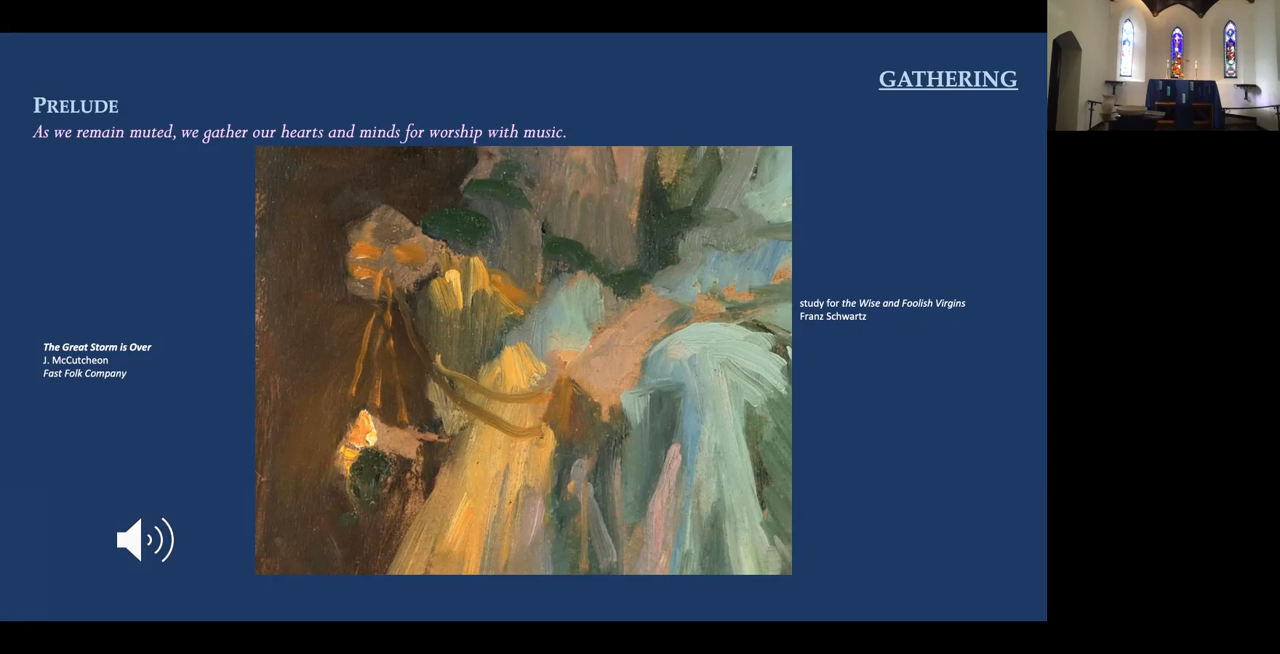 GATHERING
PRELUDE
As we remain muted, we gather our hearts and minds for worship with music.
study for the Wise and Foolish Virgins
Franz Schwartz
The Great Storm is Over
J. McCutcheon
Fast Folk Company